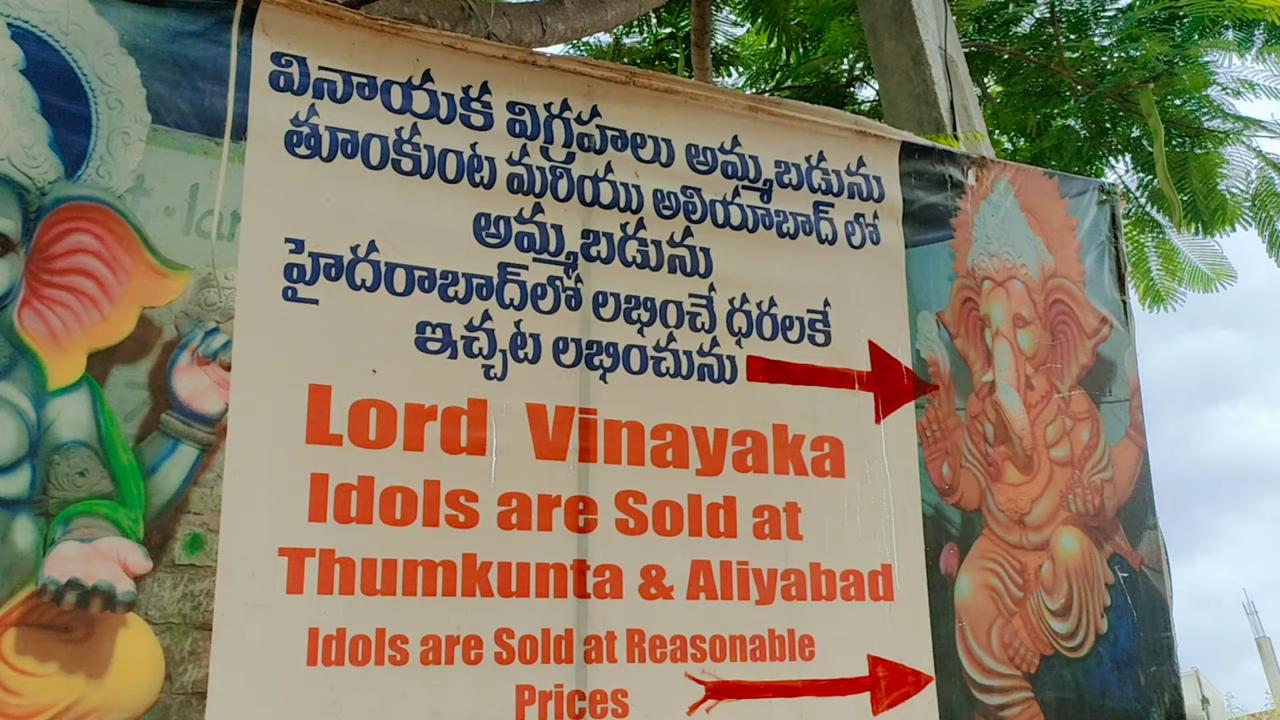 వినాయక విగ్రహలు అమ్మబడును
తూంకుంట మరియు అలియాబాద్ లో
అమ్మబడును
హైదరాబాద్‌లో లభించే ధరలకే
ఇచ్చట లభించును
Lord Vinayaka
Idols are Sold at
Thumkunta & Aliyabad
Idols are Sold at Reasonable
Prices